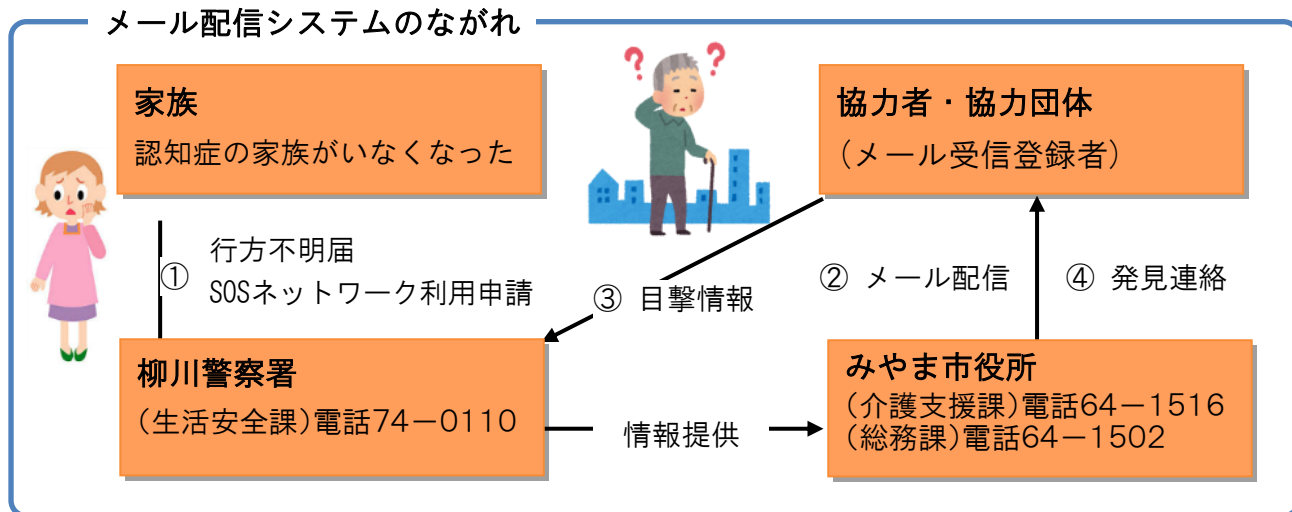 メール配信システムのながれ
家族
認知症の家族がいなくなった
協力者・協力団体
（メール受信登録者）
① 行方不明届
SOSネットワーク利用申請
③ 目撃情報
② メール配信
④ 発見連絡
柳川警察署
（生活安全課）電話74－0110
情報提供
みやま市役所
（介護支援課）電話64－1516
（総務課）電話64－1502